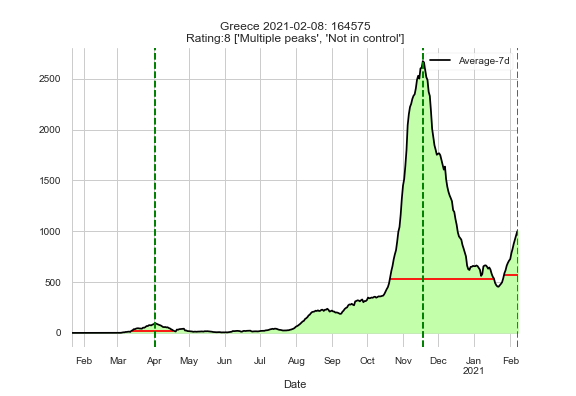 Greece 2021-02-08: 164575
Rating:8 ['Multiple peaks', 'Not in control']
Average-7d
2500
2000
1500
1000
500
0
Feb Mar Apr May Jun Jul Aug Sep Oct Nov Dec Jan Feb
2021
Date